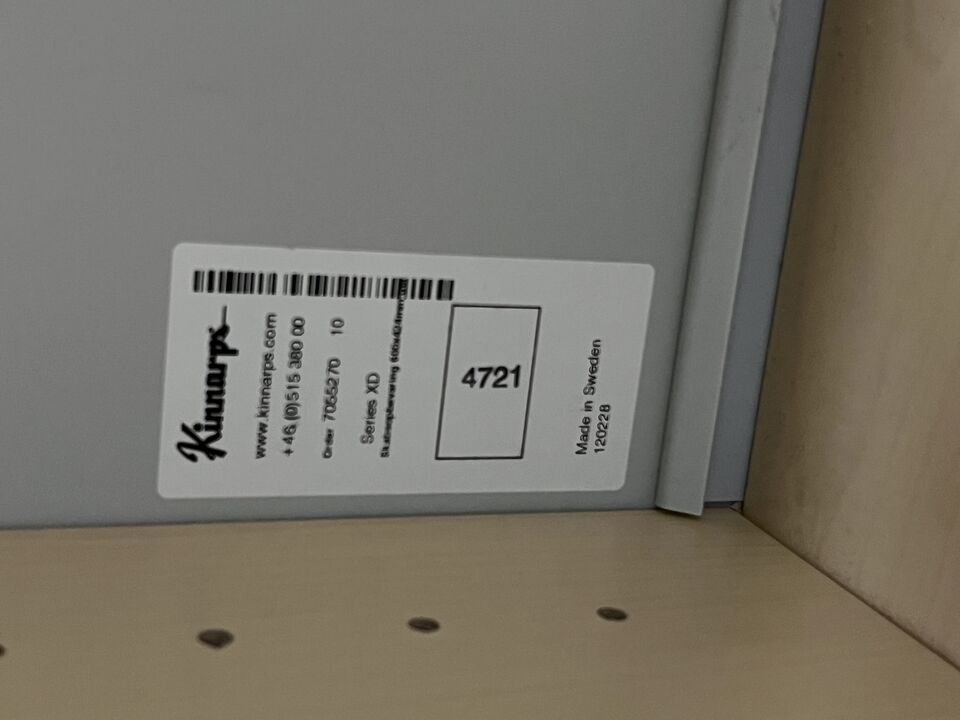 Kinnarps
www.kinnarps.com
+46 (0)515 380 00
Order 7055270 10
Series XD
4721
Made in Sweden
120228